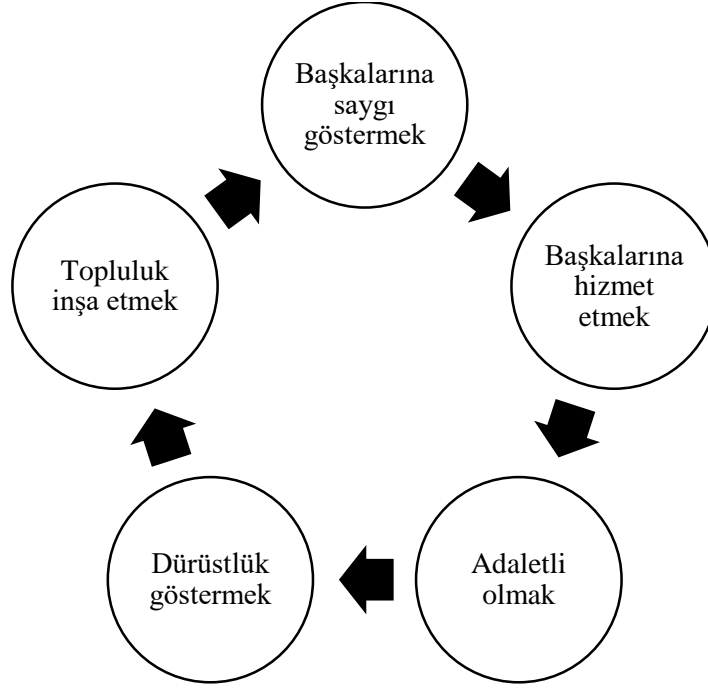 Başkalarına
saygı
göstermek
Başkalarına
hizmet
etmek
Adaletli
olmak
Dürüstlük
göstermek
Topluluk
inşa etmek